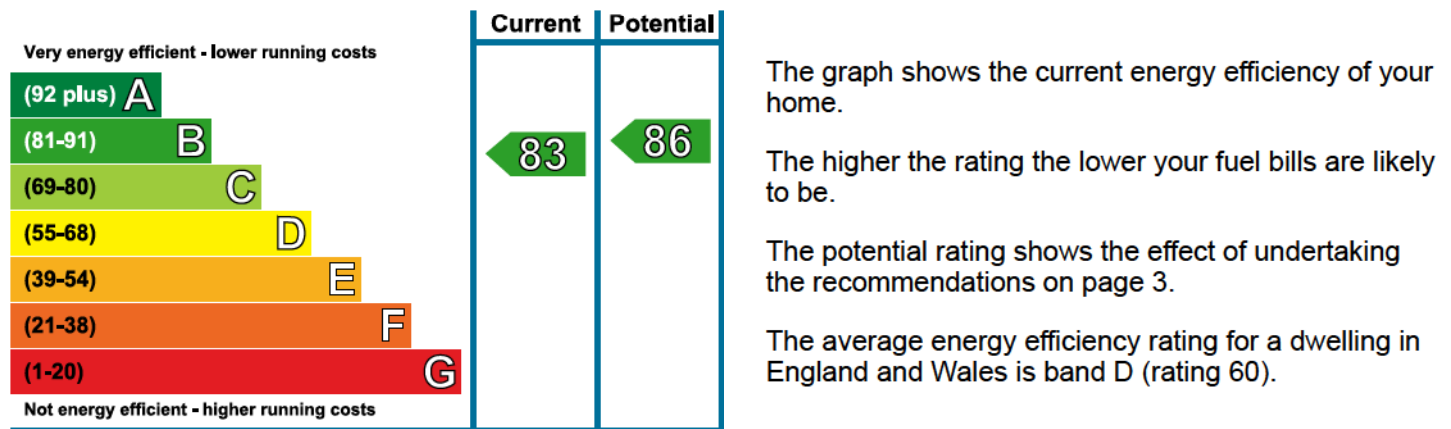 Current Potential
Very energy efficient - lower running costs
(92 plus) A
(81-91) B
(69-80) C
(55-68) D
(39-54) E
(21-38) F
(1-20) G
Not energy efficient - higher running costs
83
86
The graph shows the current energy efficiency of your
home.
The higher the rating the lower your fuel bills are likely
to be.
The potential rating shows the effect of undertaking
the recommendations on page 3.
The average energy efficiency rating for a dwelling in
England and Wales is band D (rating 60).